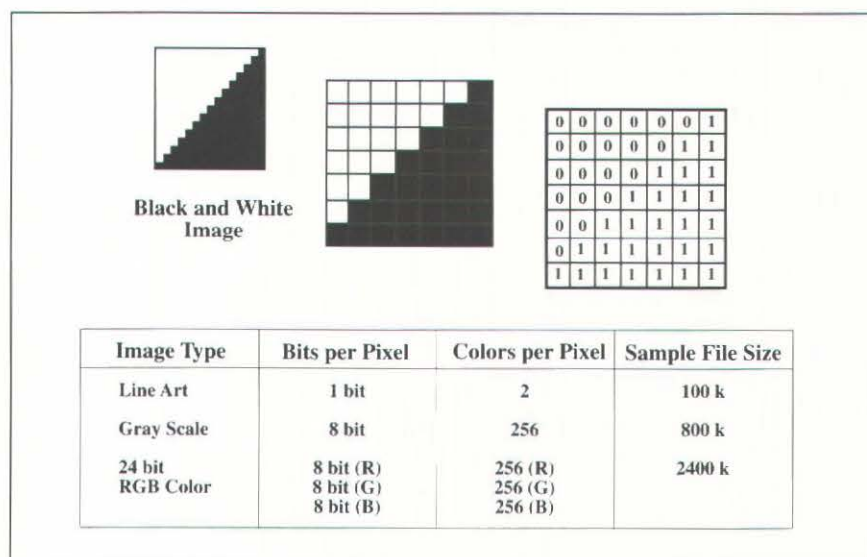 Black and White
Image
0 0 0 0 0 0 1
0 0 0 0 0 1 1
0 0 0 0 1 1 1
0 0 0 1 1 1 1
0 0 1 1 1 1 1
0 1 1 1 1 1 1
1 1 1 1 1 1 1
Image Type Bits per Pixel Colors per Pixel Sample File Size
Line Art 1 bit 2 100 k
Gray Scale 8 bit 256 800 k
24 bit 8 bit (R) 256 (R) 2400 k
RGB Color 8 bit (G) 256 (G)
8 bit (B) 256 (B)